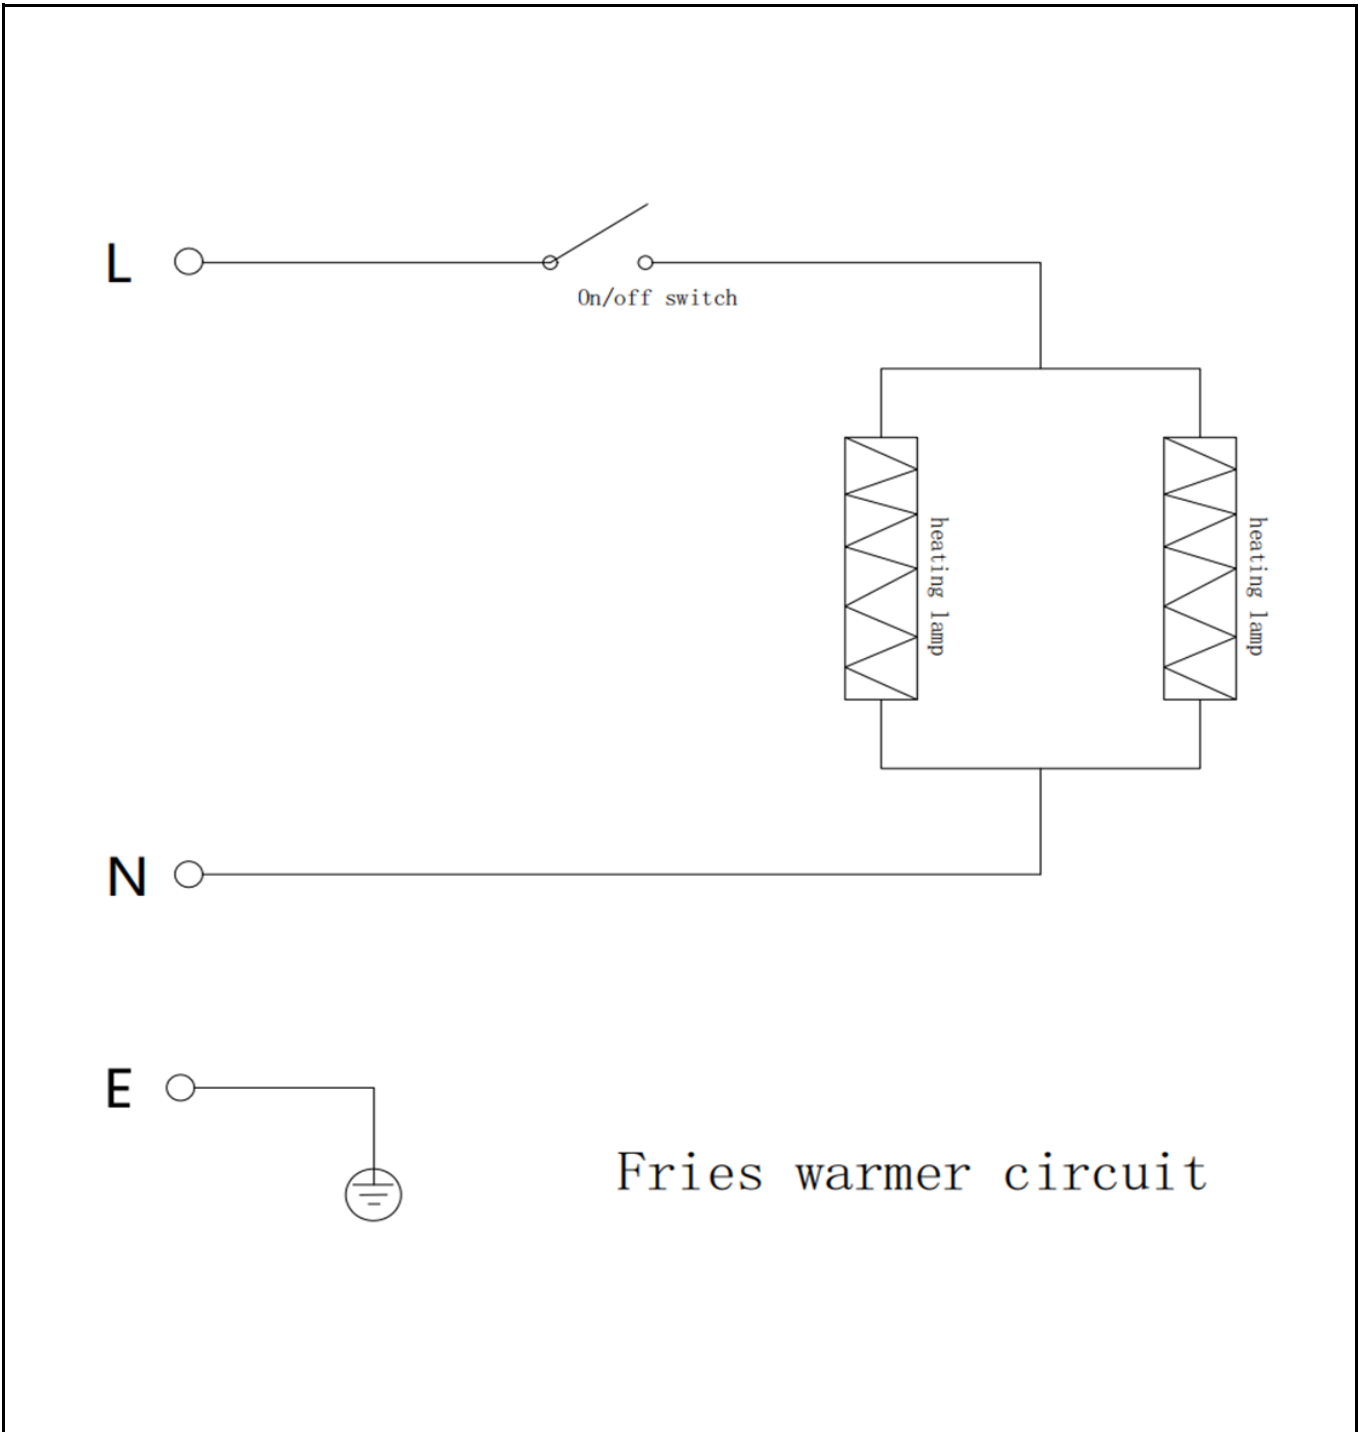 L
On/off switch
heating lamp
heating lamp
N
E
Fries warmer circuit